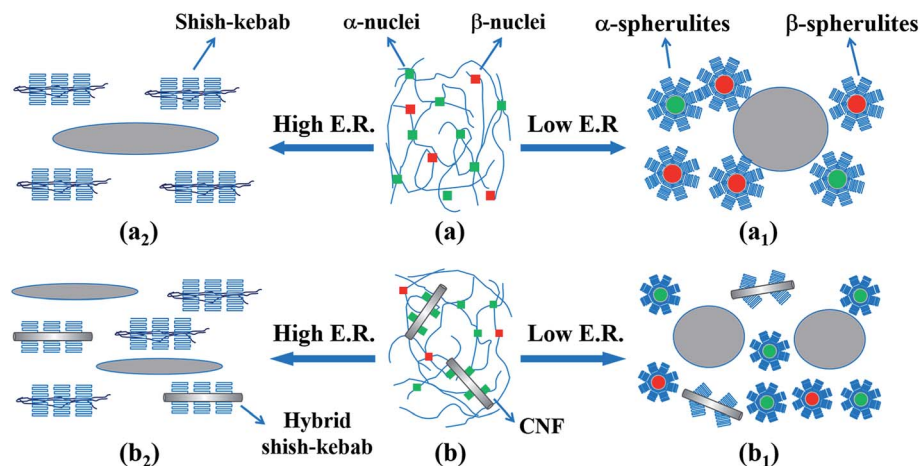 Shish-kebab
α-nuclei
β-nuclei
α-spherulites
β-spherulites
High E.R.
Low E.R
(a₂)
(a)
(a₁)
High E.R.
Low E.R.
Hybrid
shish-kebab
CNF
(b₂)
(b)
(b₁)